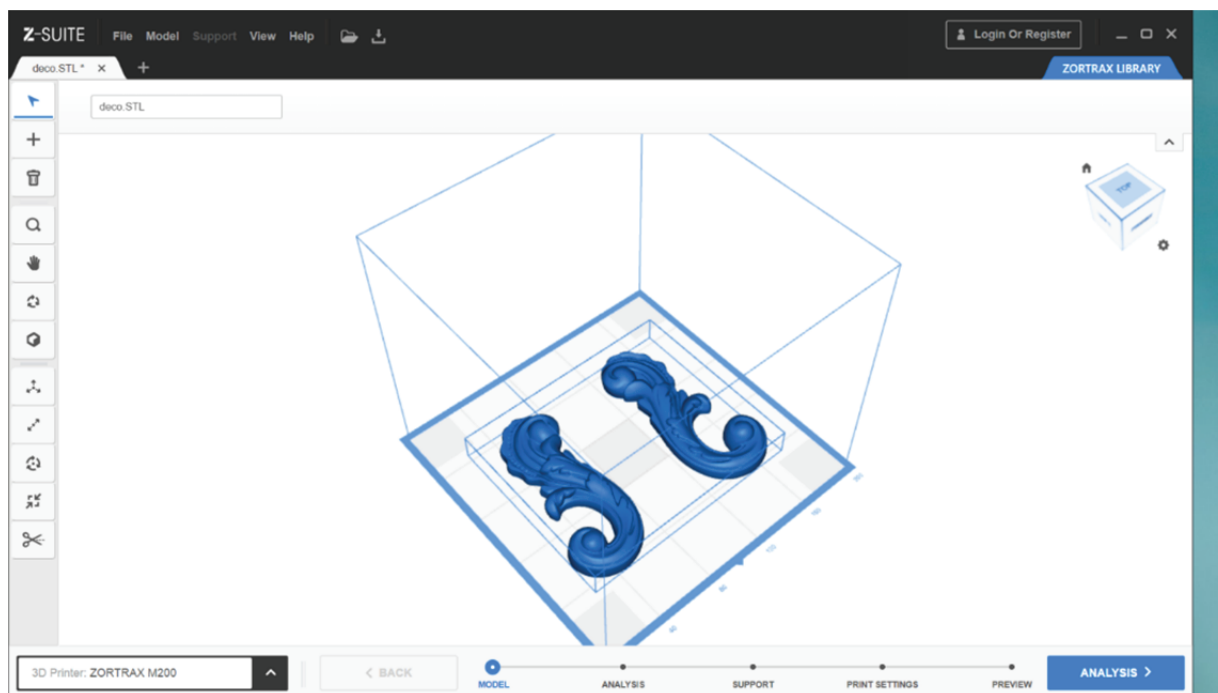 Z-SUITE File Model Support View Help Login Or Register
deco.STL * × + ZORTRAX LIBRARY
deco.STL
TOP
3D Printer: ZORTRAX M200 < BACK MODEL ANALYSIS SUPPORT PRINT SETTINGS PREVIEW ANALYSIS >